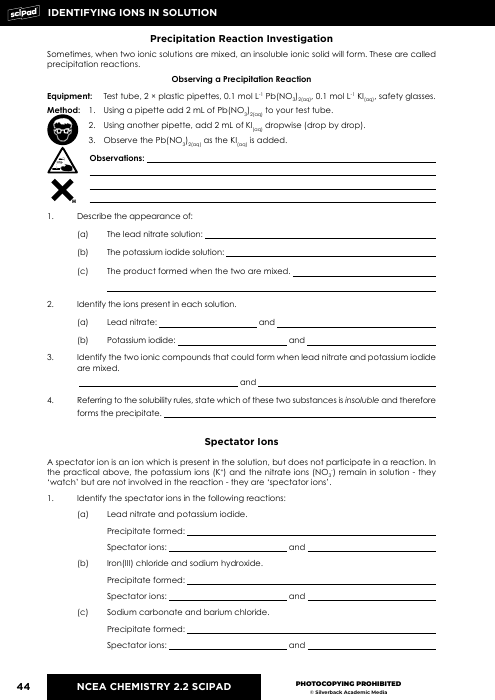 scipad
IDENTIFYING IONS IN SOLUTION
Precipitation Reaction Investigation
Sometimes, when two ionic solutions are mixed, an insoluble ionic solid will form. These are called
precipitation reactions.
Observing a Precipitation Reaction
Equipment: Test tube, 2 × plastic pipettes, 0.1 mol L⁻¹ Pb(NO₃)₂₍aq₎, 0.1 mol L⁻¹ KI₍aq₎, safety glasses.
Method: 1. Using a pipette add 2 mL of Pb(NO₃)₂₍aq₎ to your test tube.
2. Using another pipette, add 2 mL of KI₍aq₎ dropwise (drop by drop).
3. Observe the Pb(NO₃)₂₍aq₎ as the KI₍aq₎ is added.
Observations:
1. Describe the appearance of:
(a) The lead nitrate solution:
(b) The potassium iodide solution:
(c) The product formed when the two are mixed.
2. Identify the ions present in each solution.
(a) Lead nitrate: and
(b) Potassium iodide: and
3. Identify the two ionic compounds that could form when lead nitrate and potassium iodide
are mixed.
and
4. Referring to the solubility rules, state which of these two substances is insoluble and therefore
forms the precipitate.
Spectator Ions
A spectator ion is an ion which is present in the solution, but does not participate in a reaction. In
the practical above, the potassium ions (K⁺) and the nitrate ions (NO₃⁻) remain in solution - they
'watch' but are not involved in the reaction - they are 'spectator ions'.
1. Identify the spectator ions in the following reactions:
(a) Lead nitrate and potassium iodide.
Precipitate formed:
Spectator ions: and
(b) Iron(III) chloride and sodium hydroxide.
Precipitate formed:
Spectator ions: and
(c) Sodium carbonate and barium chloride.
Precipitate formed:
Spectator ions: and
44
NCEA CHEMISTRY 2.2 SCIPAD
PHOTOCOPYING PROHIBITED
© Silverback Academic Media